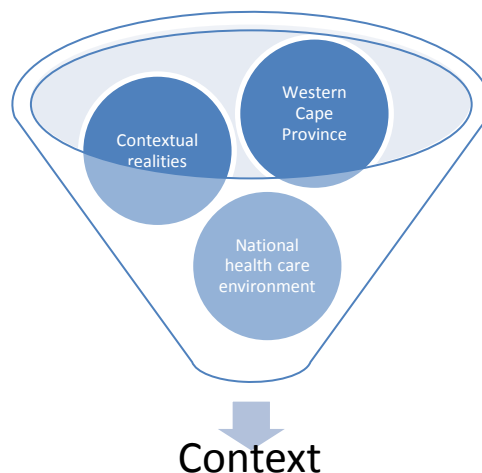 Western
Cape
Province
Contextual
realities
National
health care
environment
Context